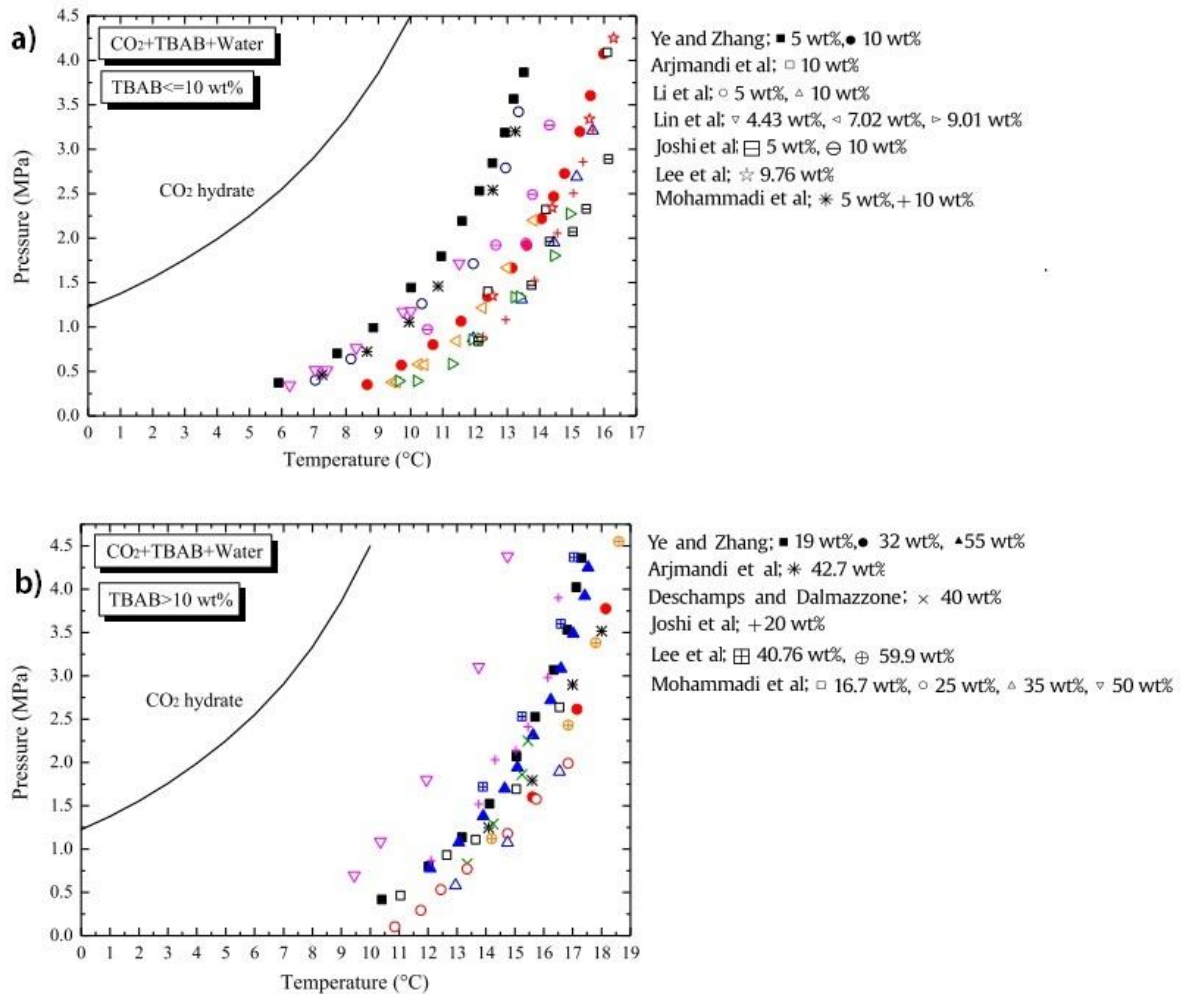 a)
CO2+TBAB+Water
TBAB<=10 wt%
CO2 hydrate
Pressure (MPa)
4.5
4.0
3.5
3.0
2.5
2.0
1.5
1.0
0.5
0.0
0 1 2 3 4 5 6 7 8 9 10 11 12 13 14 15 16 17
Temperature (°C)
Ye and Zhang; ■ 5 wt%,● 10 wt%
Arjmandi et al; □ 10 wt%
Li et al; ○ 5 wt%, △ 10 wt%
Lin et al; ▽ 4.43 wt%, ◁ 7.02 wt%, ▷ 9.01 wt%
Joshi et al; ⊟ 5 wt%, ⊖ 10 wt%
Lee et al; ☆ 9.76 wt%
Mohammadi et al; ✳ 5 wt%,+ 10 wt%
b)
CO2+TBAB+Water
TBAB>10 wt%
CO2 hydrate
Pressure (MPa)
4.5
4.0
3.5
3.0
2.5
2.0
1.5
1.0
0.5
0.0
0 1 2 3 4 5 6 7 8 9 10 11 12 13 14 15 16 17 18 19
Temperature (°C)
Ye and Zhang; ■ 19 wt%,● 32 wt%, ▲55 wt%
Arjmandi et al; ✳ 42.7 wt%
Deschamps and Dalmazzone; × 40 wt%
Joshi et al; +20 wt%
Lee et al; ⊞ 40.76 wt%, ⊕ 59.9 wt%
Mohammadi et al; □ 16.7 wt%, ○ 25 wt%, △ 35 wt%, ▽ 50 wt%